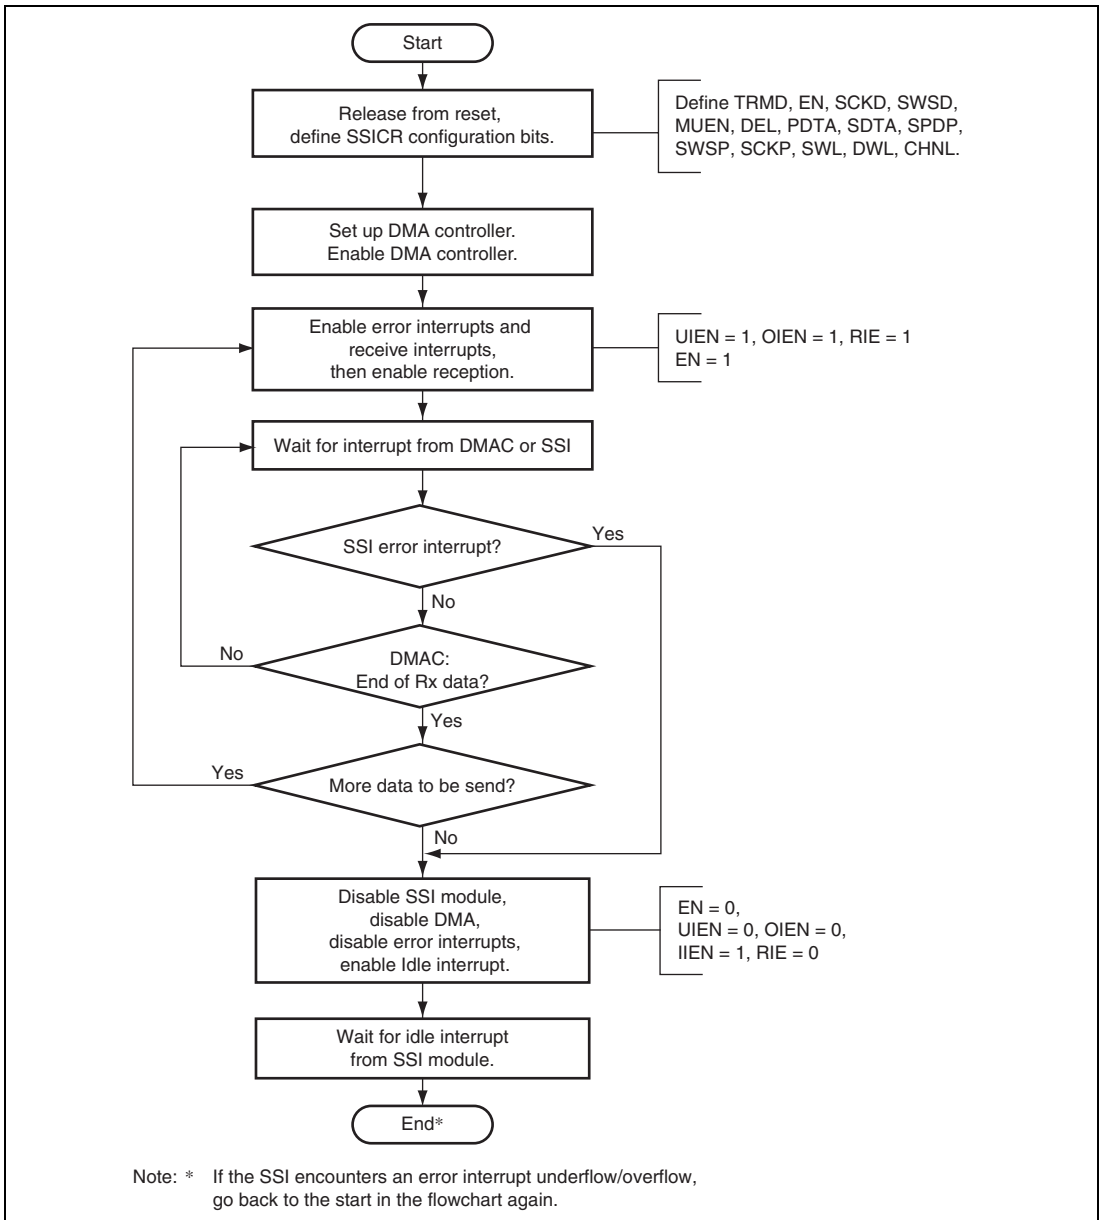 Start
Release from reset,
define SSICR configuration bits.
Define TRMD, EN, SCKD, SWSD,
MUEN, DEL, PDTA, SDTA, SPDP,
SWSP, SCKP, SWL, DWL, CHNL.
Set up DMA controller.
Enable DMA controller.
Enable error interrupts and
receive interrupts,
then enable reception.
UIEN = 1, OIEN = 1, RIE = 1
EN = 1
Wait for interrupt from DMAC or SSI
SSI error interrupt?
Yes
No
DMAC:
End of Rx data?
No
Yes
More data to be send?
Yes
No
Disable SSI module,
disable DMA,
disable error interrupts,
enable Idle interrupt.
EN = 0,
UIEN = 0, OIEN = 0,
IIEN = 1, RIE = 0
Wait for idle interrupt
from SSI module.
End*
Note: * If the SSI encounters an error interrupt underflow/overflow,
go back to the start in the flowchart again.